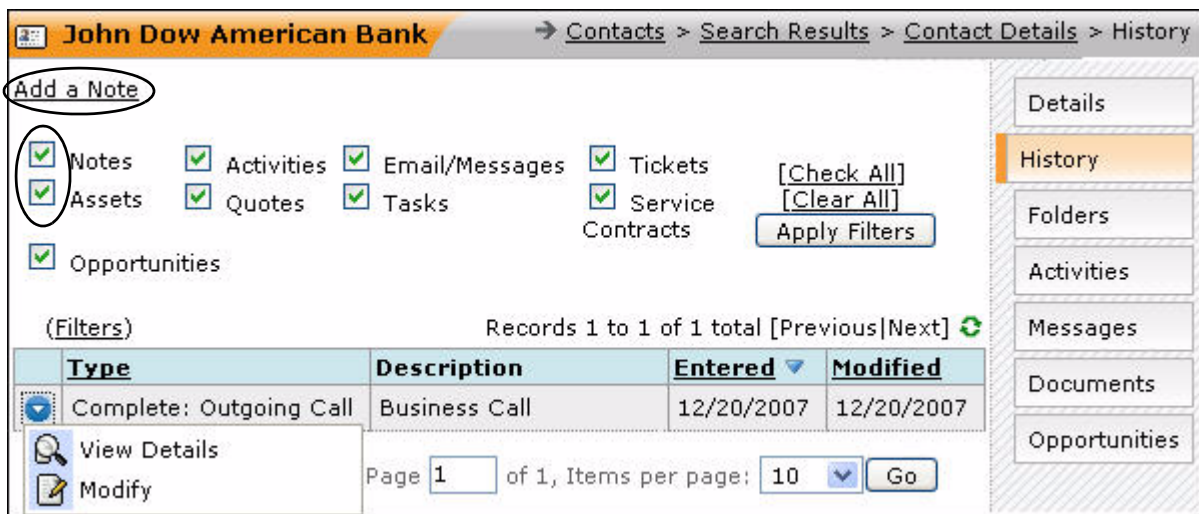 John Dow American Bank → Contacts > Search Results > Contact Details > History
Add a Note
Notes Activities Email/Messages Tickets [Check All]
Assets Quotes Tasks Service Contracts [Clear All]
Apply Filters
Opportunities
(Filters) Records 1 to 1 of 1 total [Previous|Next]
Type Description Entered Modified
Complete: Outgoing Call Business Call 12/20/2007 12/20/2007
View Details
Modify
Page 1 of 1, Items per page: 10 Go
Details
History
Folders
Activities
Messages
Documents
Opportunities